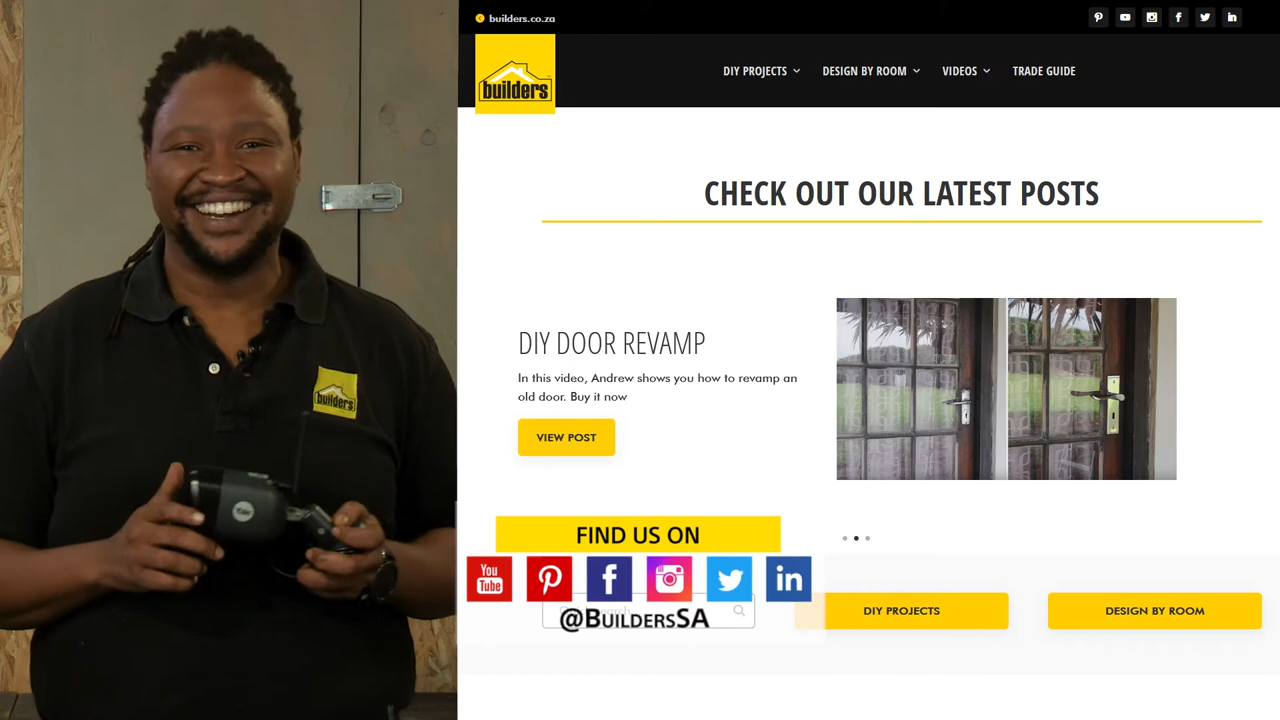 builders.co.za
builders
DIY PROJECTS
DESIGN BY ROOM
VIDEOS
TRADE GUIDE
CHECK OUT OUR LATEST POSTS
DIY DOOR REVAMP
In this video, Andrew shows you how to revamp an
old door. Buy it now
VIEW POST
builders
Yale
FIND US ON
You
Tube
@BUILDERSSA
DIY PROJECTS
DESIGN BY ROOM